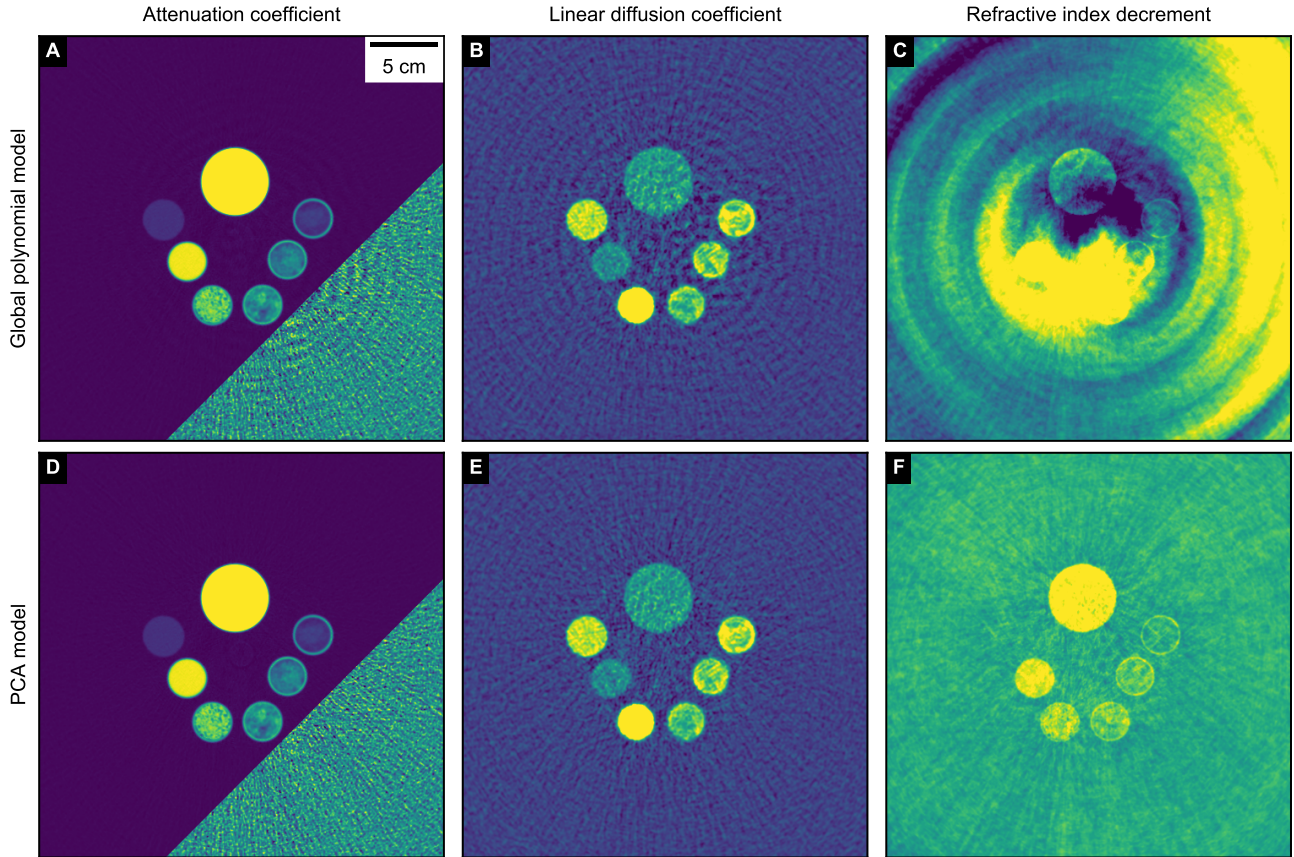 Attenuation coefficient
Linear diffusion coefficient
Refractive index decrement
Global polynomial model
A
5 cm
B
C
PCA model
D
E
F